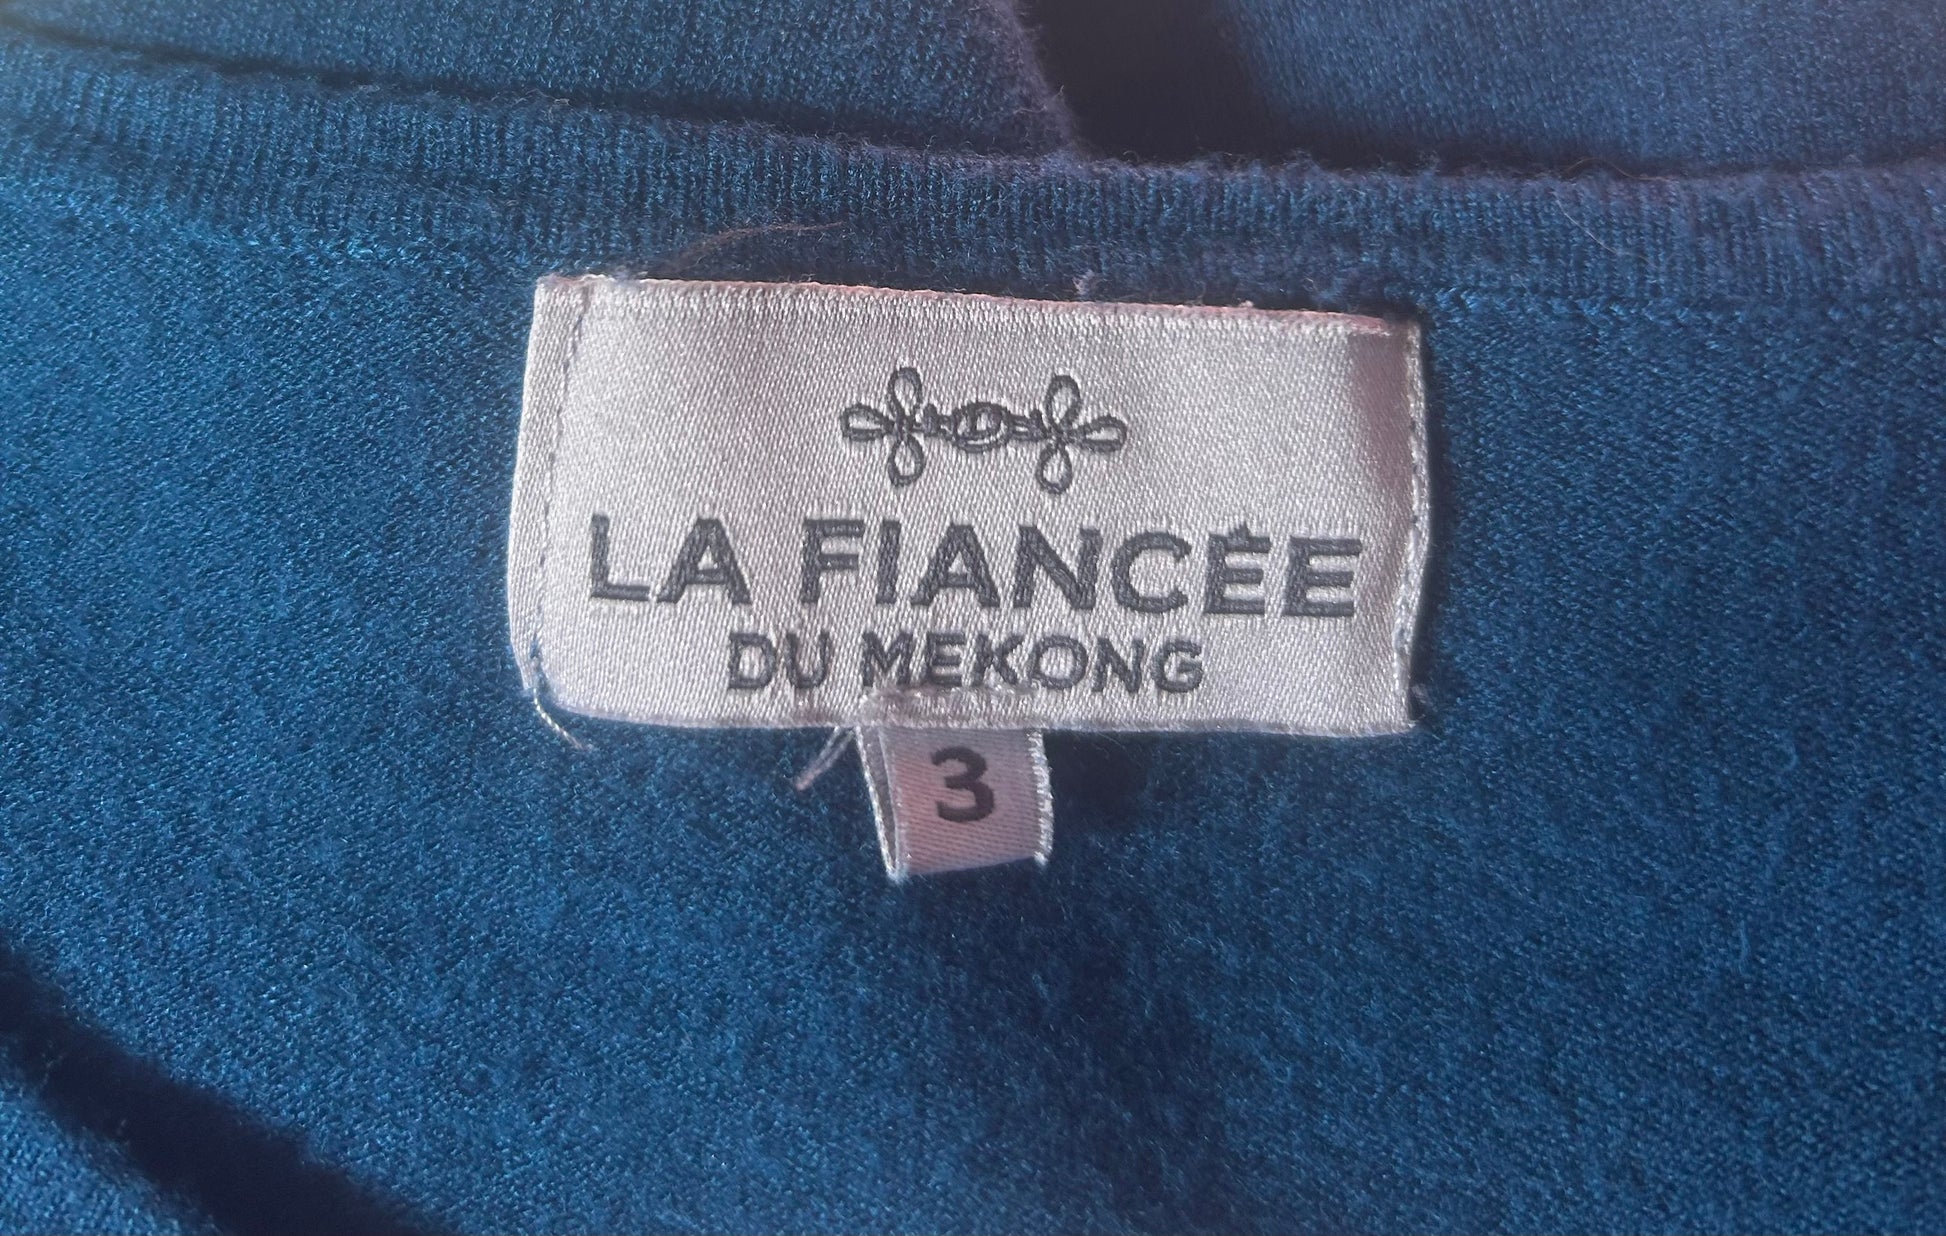 LA FIANCÉE
DU MEKONG
3